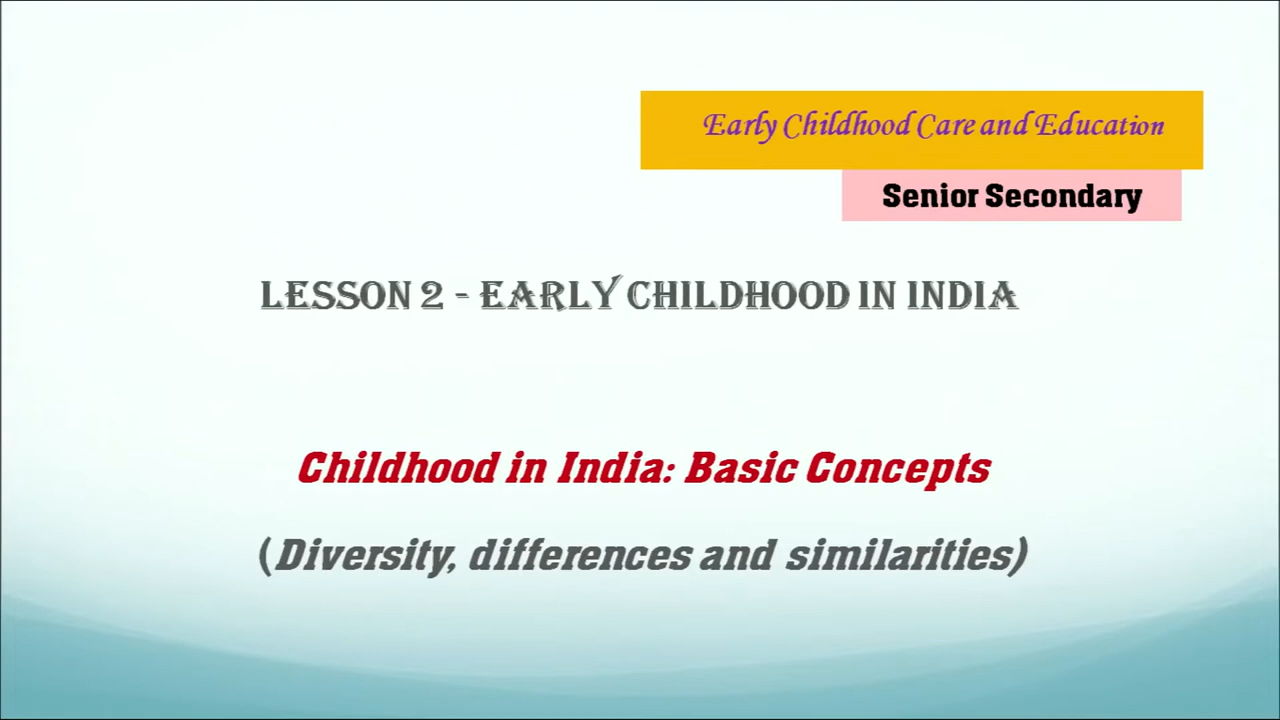 Early Childhood Care and Education
Senior Secondary
LESSON 2 - EARLY CHILDHOOD IN INDIA
Childhood in India: Basic Concepts
(Diversity, differences and similarities)